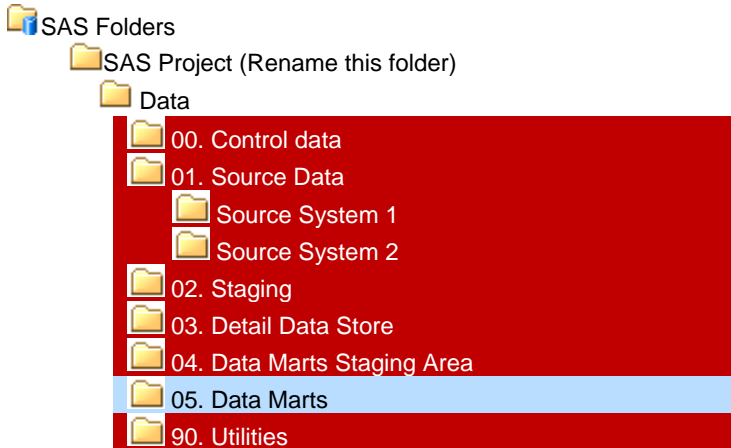 SAS Folders
SAS Project (Rename this folder)
Data
00. Control data
01. Source Data
Source System 1
Source System 2
02. Staging
03. Detail Data Store
04. Data Marts Staging Area
05. Data Marts
90. Utilities